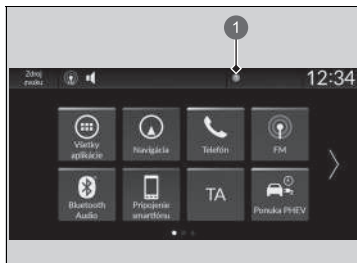 1
Zdroj
zvuku
12:34
Všetky
aplikácie
Navigácia
Telefón
FM
Bluetooth
Audio
Pripojenie
smartfónu
TA
Ponuka PHEV